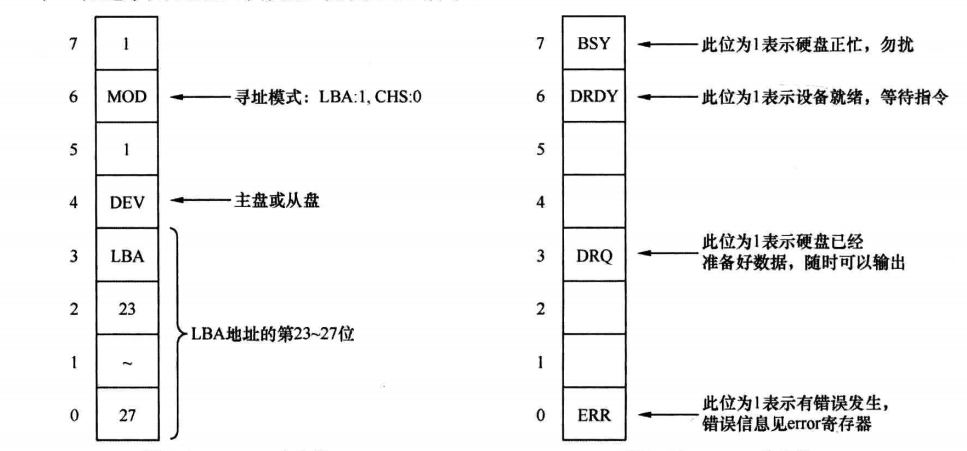 7 1
6 MOD 寻址模式：LBA:1, CHS:0
5 1
4 DEV 主盘或从盘
3 LBA
2 23
1 ~
0 27
LBA地址的第23~27位
7 BSY 此位为1表示硬盘正忙，勿扰
6 DRDY 此位为1表示设备就绪，等待指令
5
4
3 DRQ 此位为1表示硬盘已经
准备好数据，随时可以输出
2
1
0 ERR 此位为1表示有错误发生，
错误信息见error寄存器